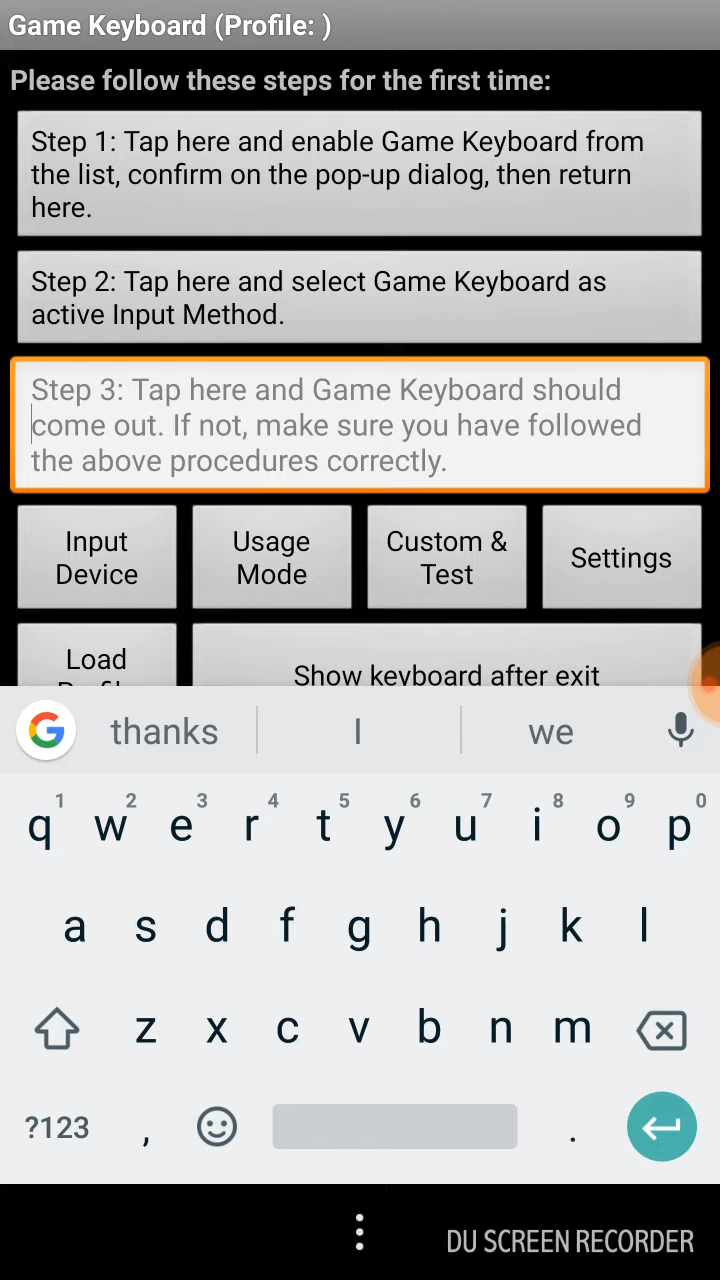 Game Keyboard (Profile: )
Please follow these steps for the first time:
Step 1: Tap here and enable Game Keyboard from
the list, confirm on the pop-up dialog, then return
here.
Step 2: Tap here and select Game Keyboard as
active Input Method.
Step 3: Tap here and Game Keyboard should
come out. If not, make sure you have followed
the above procedures correctly.
Input
Device
Usage
Mode
Custom &
Test
Settings
Load
Show keyboard after exit
G thanks I we
1 2 3 4 5 6 7 8 9 0
q w e r t y u i o p
a s d f g h j k l
z x c v b n m
?123 , .
DU SCREEN RECORDER